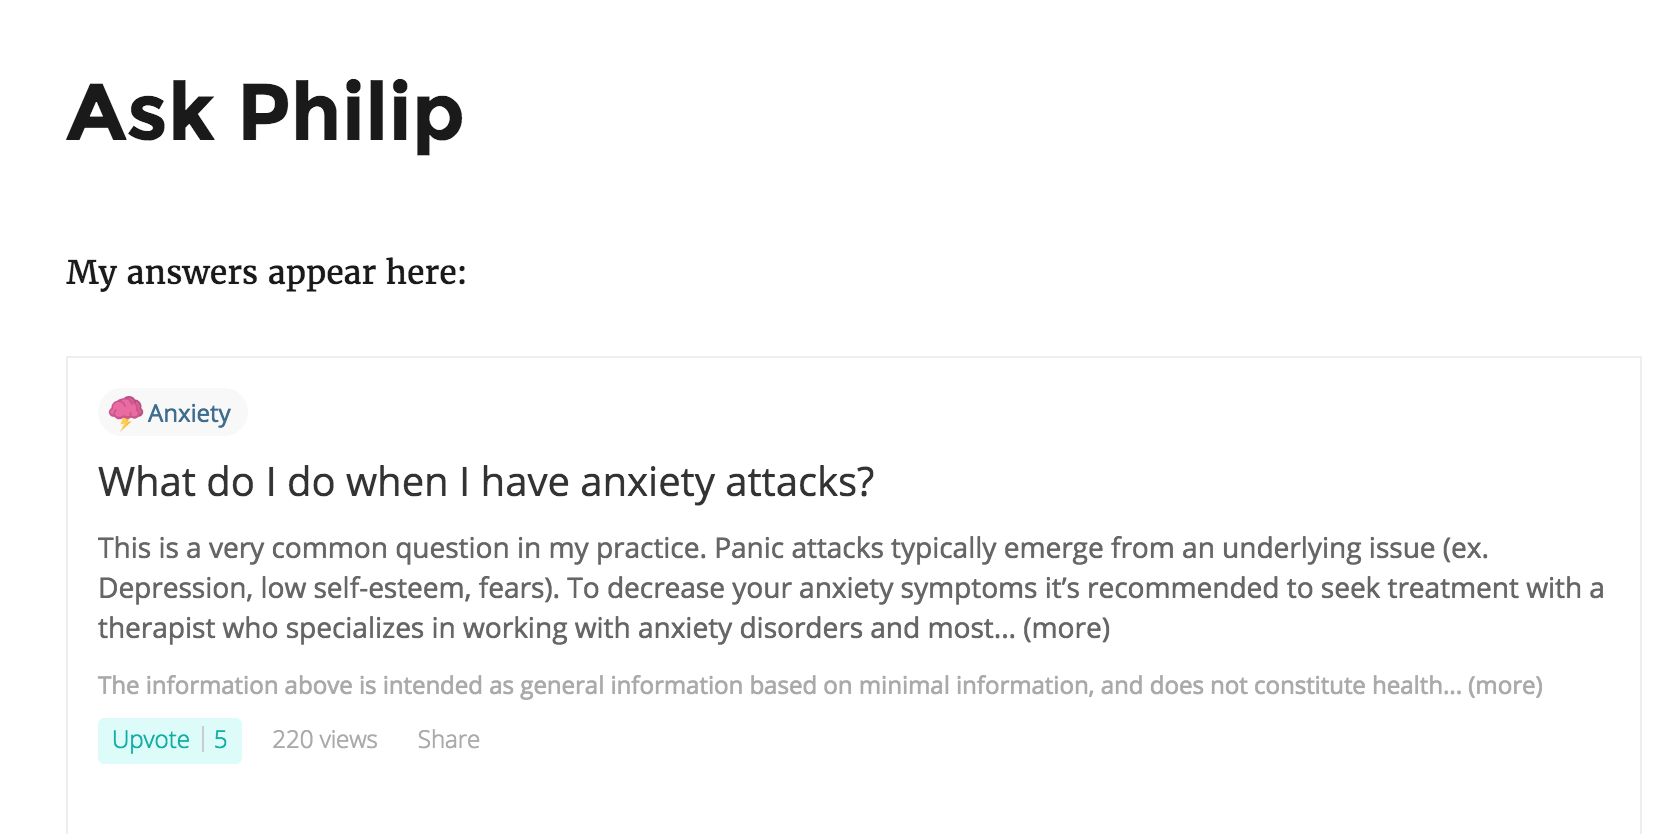 Ask Philip
My answers appear here:
Anxiety
What do I do when I have anxiety attacks?
This is a very common question in my practice. Panic attacks typically emerge from an underlying issue (ex.
Depression, low self-esteem, fears). To decrease your anxiety symptoms it’s recommended to seek treatment with a
therapist who specializes in working with anxiety disorders and most... (more)
The information above is intended as general information based on minimal information, and does not constitute health... (more)
Upvote | 5 220 views Share